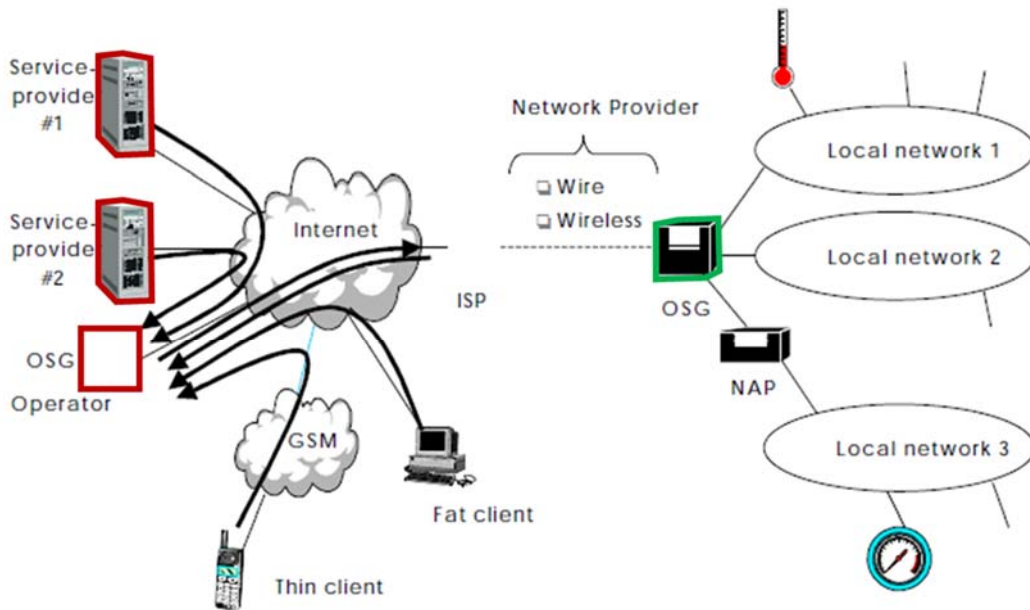 Service-
provide
#1
Service-
provide
#2
OSG
Operator
Internet
GSM
Thin client
Fat client
ISP
Network Provider
❑ Wire
❑ Wireless
OSG
NAP
Local network 1
Local network 2
Local network 3